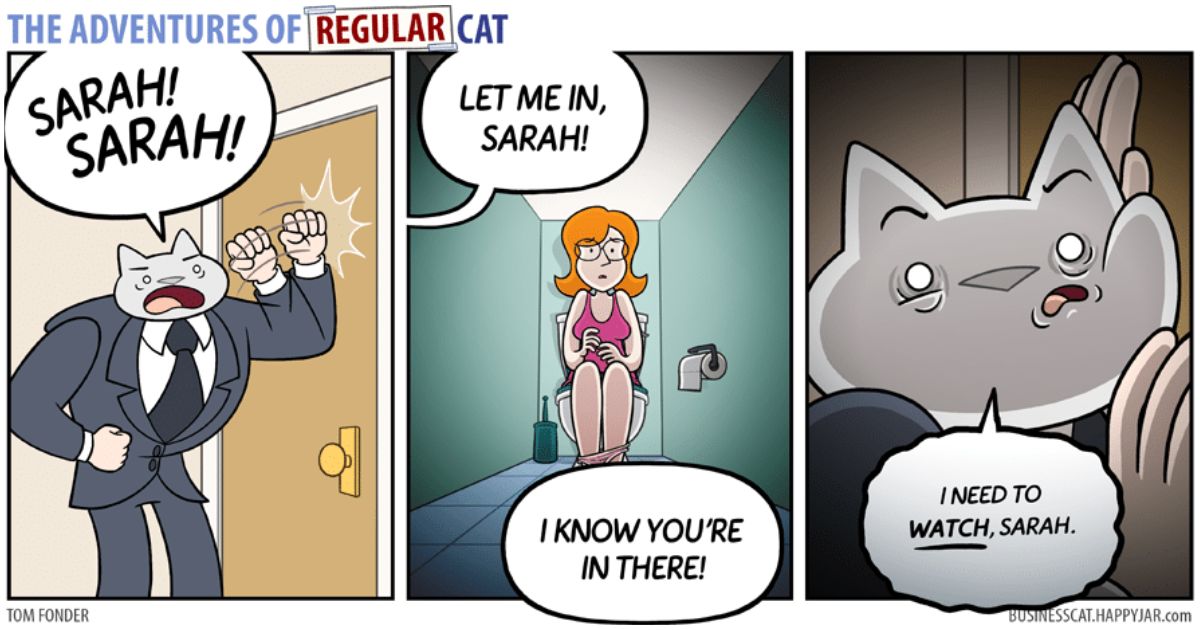 THE ADVENTURES OF REGULAR CAT
SARAH!
SARAH!
LET ME IN,
SARAH!
I KNOW YOU'RE
IN THERE!
I NEED TO
WATCH, SARAH.
TOM FONDER
BUSINESSCAT.HAPPYJAR.com